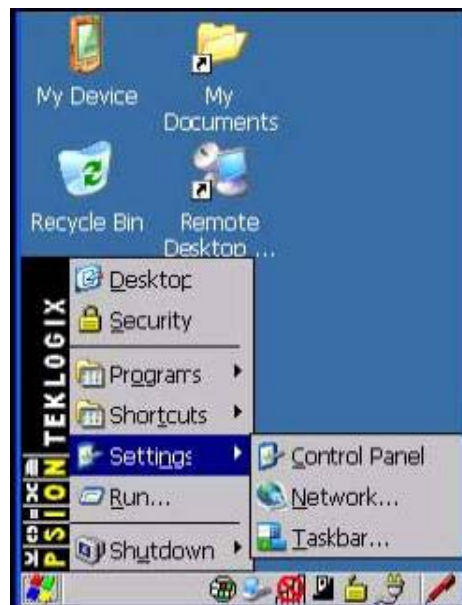 My Device
My Documents
Recycle Bin
Remote Desktop ...
Desktop
Security
Programs
Shortcuts
Settings
Run...
Shutdown
Control Panel
Network...
Taskbar...
PSION TEKLOGIX